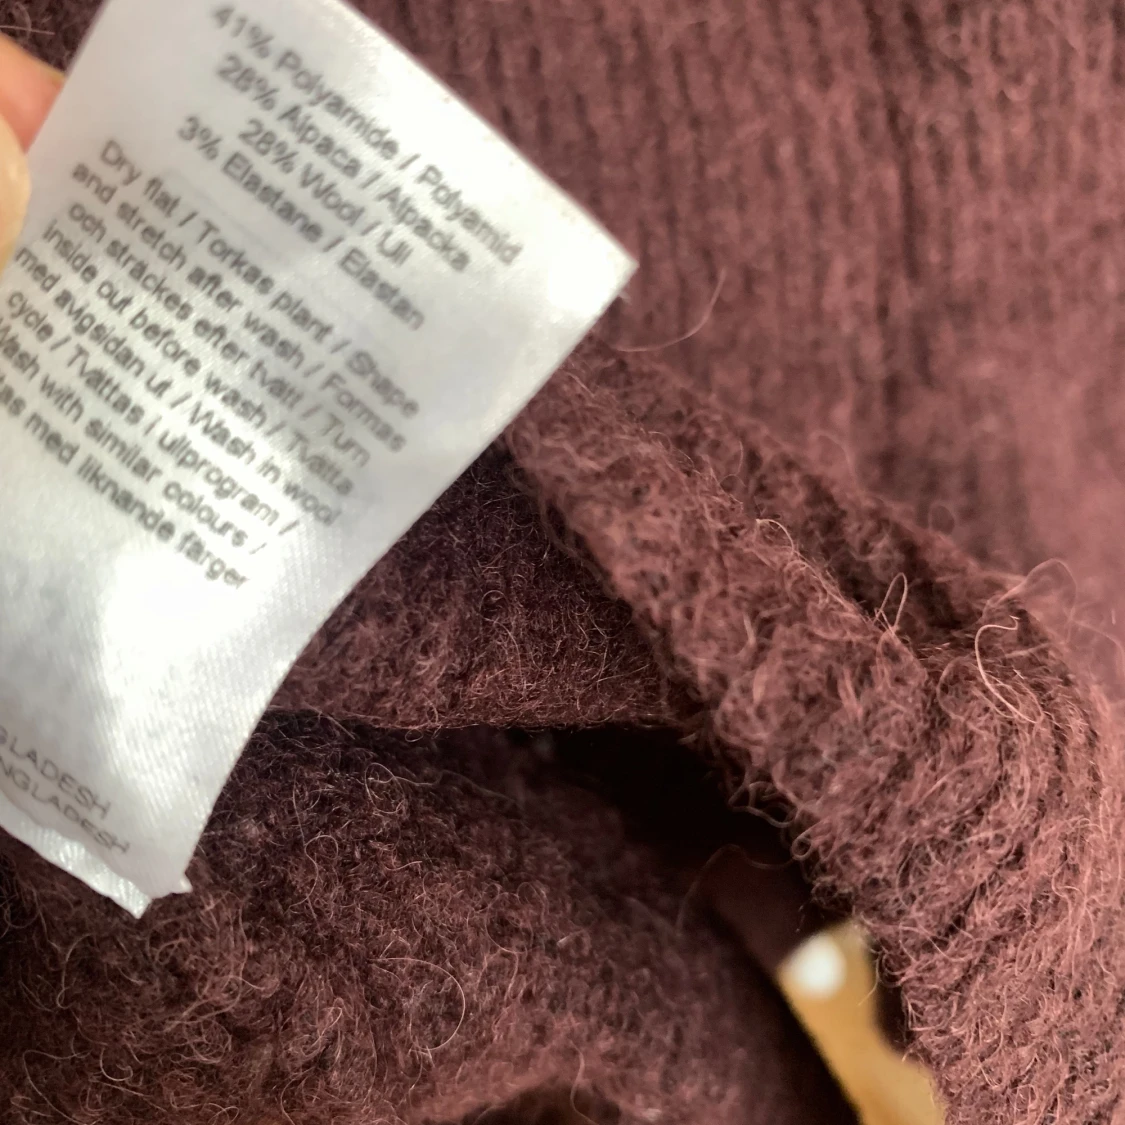 41% Polyamide / Polyamid
28% Alpaca / Alpacka
28% Wool / Ull
3% Elastane / Elastan
Dry flat / Torkas plant / Shape
and stretch after wash / Formas
och sträckes efter tvätt / Turn
inside out before wash / Tvätta
med avigsidan ut / Wash in wool
cycle / Tvättas i ullprogram /
Wash with similar colours /
med liknande färger
GLADESH
NGLADESH